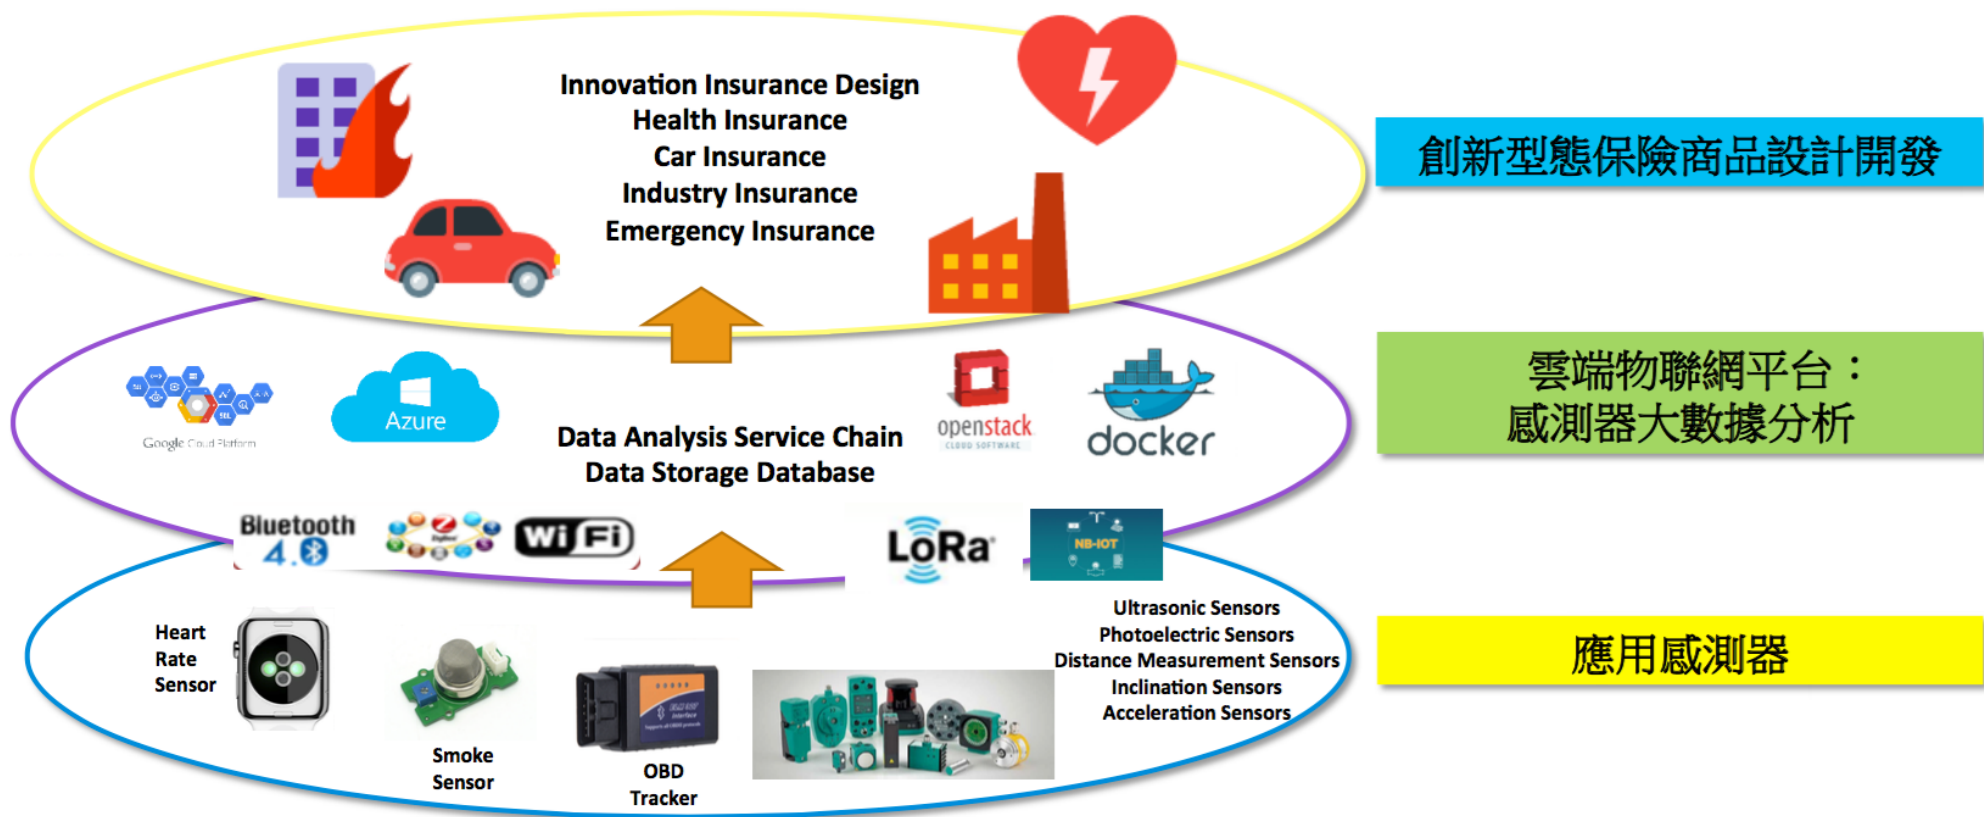 Innovation Insurance Design
Health Insurance
Car Insurance
Industry Insurance
Emergency Insurance
創新型態保險商品設計開發
Google Cloud Platform
Azure
openstack
CLOUD SOFTWARE
docker
Data Analysis Service Chain
Data Storage Database
雲端物聯網平台：
感測器大數據分析
Bluetooth
4.0
WiFi
LoRa
NB-IOT
Heart
Rate
Sensor
Smoke
Sensor
OBD
Tracker
Interface
Ultrasonic Sensors
Photoelectric Sensors
Distance Measurement Sensors
Inclination Sensors
Acceleration Sensors
應用感測器